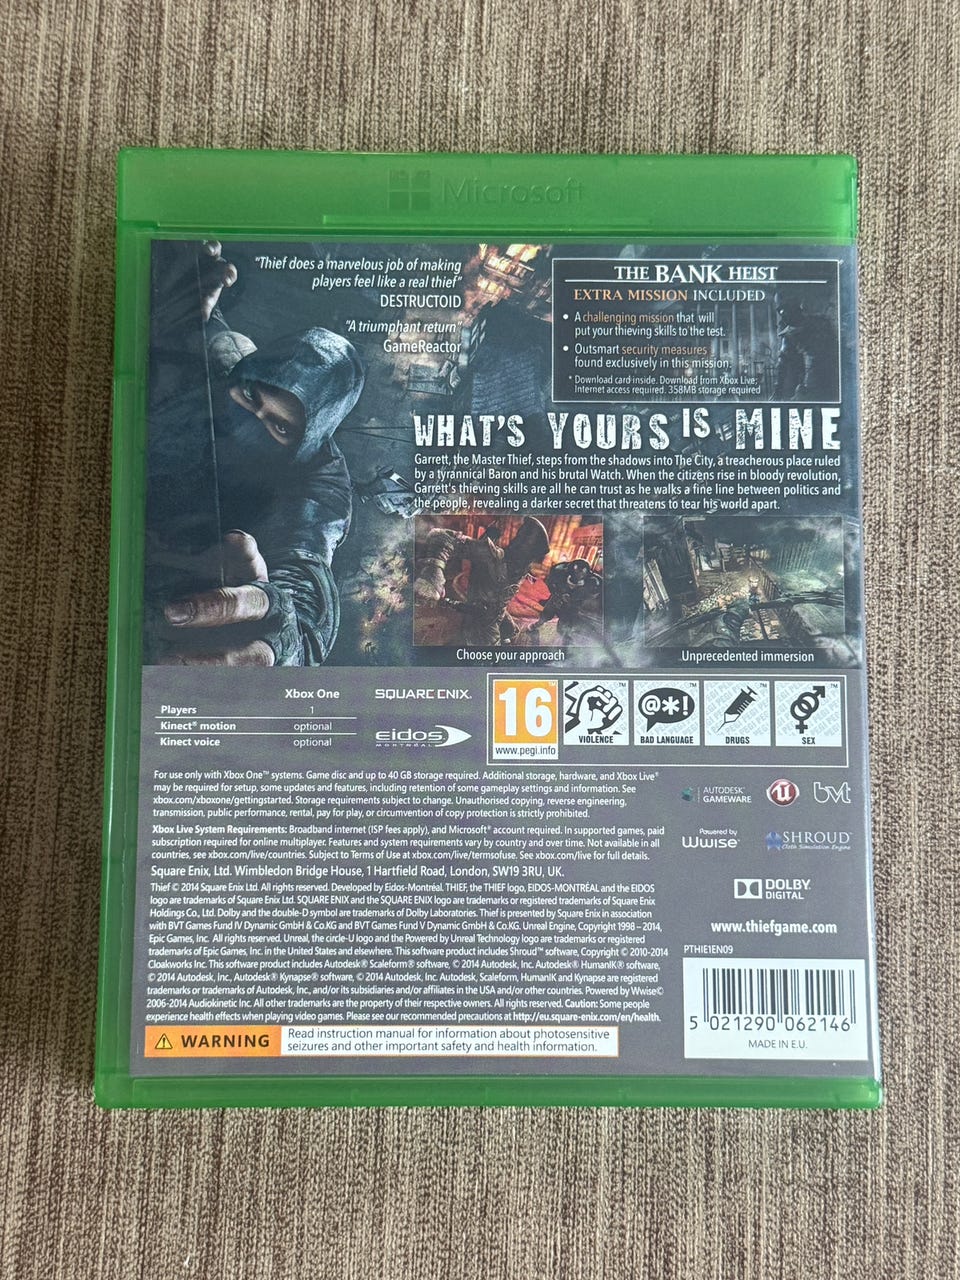 Microsoft
"Thief does a marvelous job of making
players feel like a real thief"
DESTRUCTOID
"A triumphant return"
GameReactor
THE BANK HEIST
EXTRA MISSION INCLUDED
• A challenging mission that will
put your thieving skills to the test.
• Outsmart security measures
found exclusively in this mission.
* Download card inside. Download from Xbox Live;
Internet access required. 358MB storage required
WHAT'S YOURS IS MINE
Garrett, the Master Thief, steps from the shadows into The City, a treacherous place ruled
by a tyrannical Baron and his brutal Watch. When the citizens rise in bloody revolution,
Garrett's thieving skills are all he can trust as he walks a fine line between politics and
the people, revealing a darker secret that threatens to tear his world apart.
Choose your approach
Unprecedented immersion
Xbox One
Players 1
Kinect® motion optional
Kinect voice optional
SQUARE ENIX.
eidos
MONTRÉAL
16
www.pegi.info
VIOLENCE
@*!
BAD LANGUAGE
DRUGS
SEX
For use only with Xbox One™ systems. Game disc and up to 40 GB storage required. Additional storage, hardware, and Xbox Live®
may be required for setup, some updates and features, including retention of some gameplay settings and information. See
xbox.com/xboxone/gettingstarted. Storage requirements subject to change. Unauthorised copying, reverse engineering,
transmission, public performance, rental, pay for play, or circumvention of copy protection is strictly prohibited.
Xbox Live System Requirements: Broadband internet (ISP fees apply), and Microsoft® account required. In supported games, paid
subscription required for online multiplayer. Features and system requirements vary by country and over time. Not available in all
countries, see xbox.com/live/countries. Subject to Terms of Use at xbox.com/live/termsofuse. See xbox.com/live for full details.
Square Enix, Ltd. Wimbledon Bridge House, 1 Hartfield Road, London, SW19 3RU, UK.
Thief © 2014 Square Enix Ltd. All rights reserved. Developed by Eidos-Montréal. THIEF, the THIEF logo, EIDOS-MONTRÉAL and the EIDOS
logo are trademarks of Square Enix Ltd. SQUARE ENIX and the SQUARE ENIX logo are trademarks or registered trademarks of Square Enix
Holdings Co., Ltd. Dolby and the double-D symbol are trademarks of Dolby Laboratories. Thief is presented by Square Enix in association
with BVT Games Fund IV Dynamic GmbH & Co.KG and BVT Games Fund V Dynamic GmbH & Co.KG. Unreal Engine, Copyright 1998 – 2014,
Epic Games, Inc. All rights reserved. Unreal, the circle-U logo and the Powered by Unreal Technology logo are trademarks or registered
trademarks of Epic Games, Inc. in the United States and elsewhere. This software product includes Shroud™ software, Copyright © 2010-2014
Cloakworks Inc. This software product includes Autodesk® Scaleform® software, © 2014 Autodesk, Inc. Autodesk® HumanIK® software,
© 2014 Autodesk, Inc. Autodesk® Kynapse® software, © 2014 Autodesk, Inc. Autodesk, Scaleform, HumanIK and Kynapse are registered
trademarks or trademarks of Autodesk, Inc., and/or its subsidiaries and/or affiliates in the USA and/or other countries. Powered by Wwise©
2006-2014 Audiokinetic Inc. All other trademarks are the property of their respective owners. All rights reserved. Caution: Some people
experience health effects when playing video games. Please see our recommended precautions at http://eu.square-enix.com/en/health.
AUTODESK®
GAMEWARE
U
bvt
Powered by
Wwise
SHROUD™
Cloth Simulation Engine
DOLBY
DIGITAL
www.thiefgame.com
PTHIE1EN09
5 021290 062146
MADE IN E.U.
WARNING
Read instruction manual for information about photosensitive
seizures and other important safety and health information.